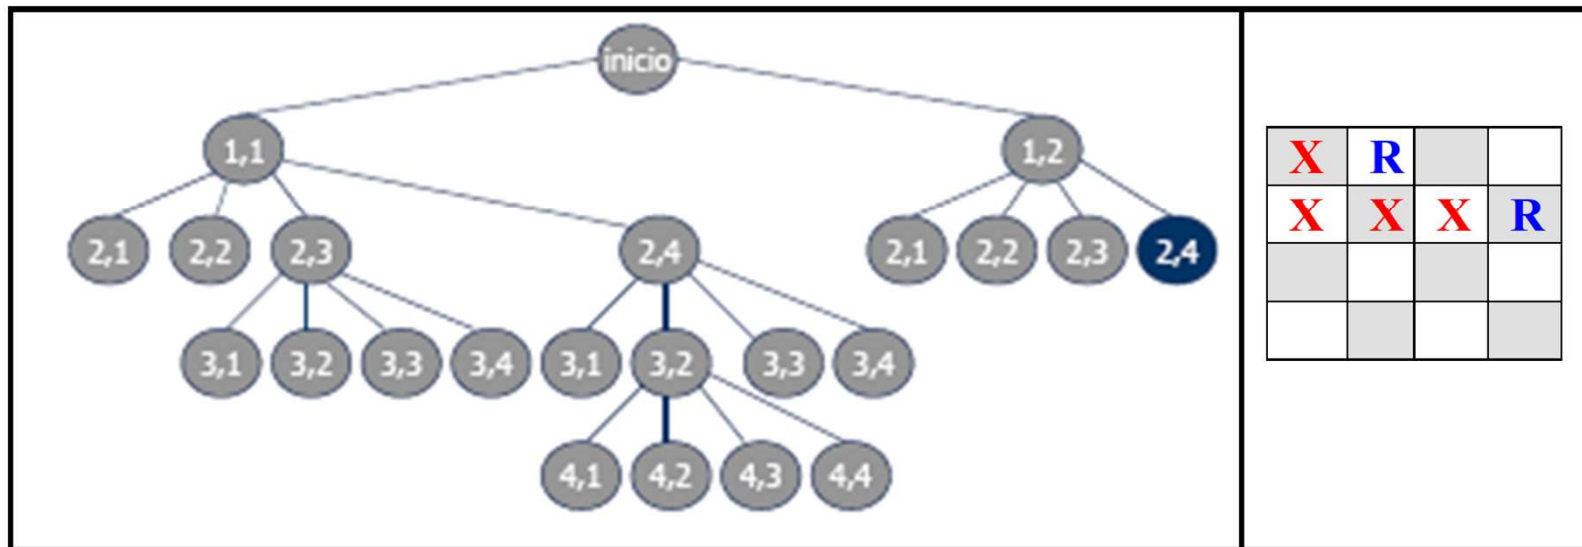 inicio
1,1 1,2
X R
2,1 2,2 2,3 2,4 2,1 2,2 2,3 2,4
X X X R
3,1 3,2 3,3 3,4 3,1 3,2 3,3 3,4
4,1 4,2 4,3 4,4